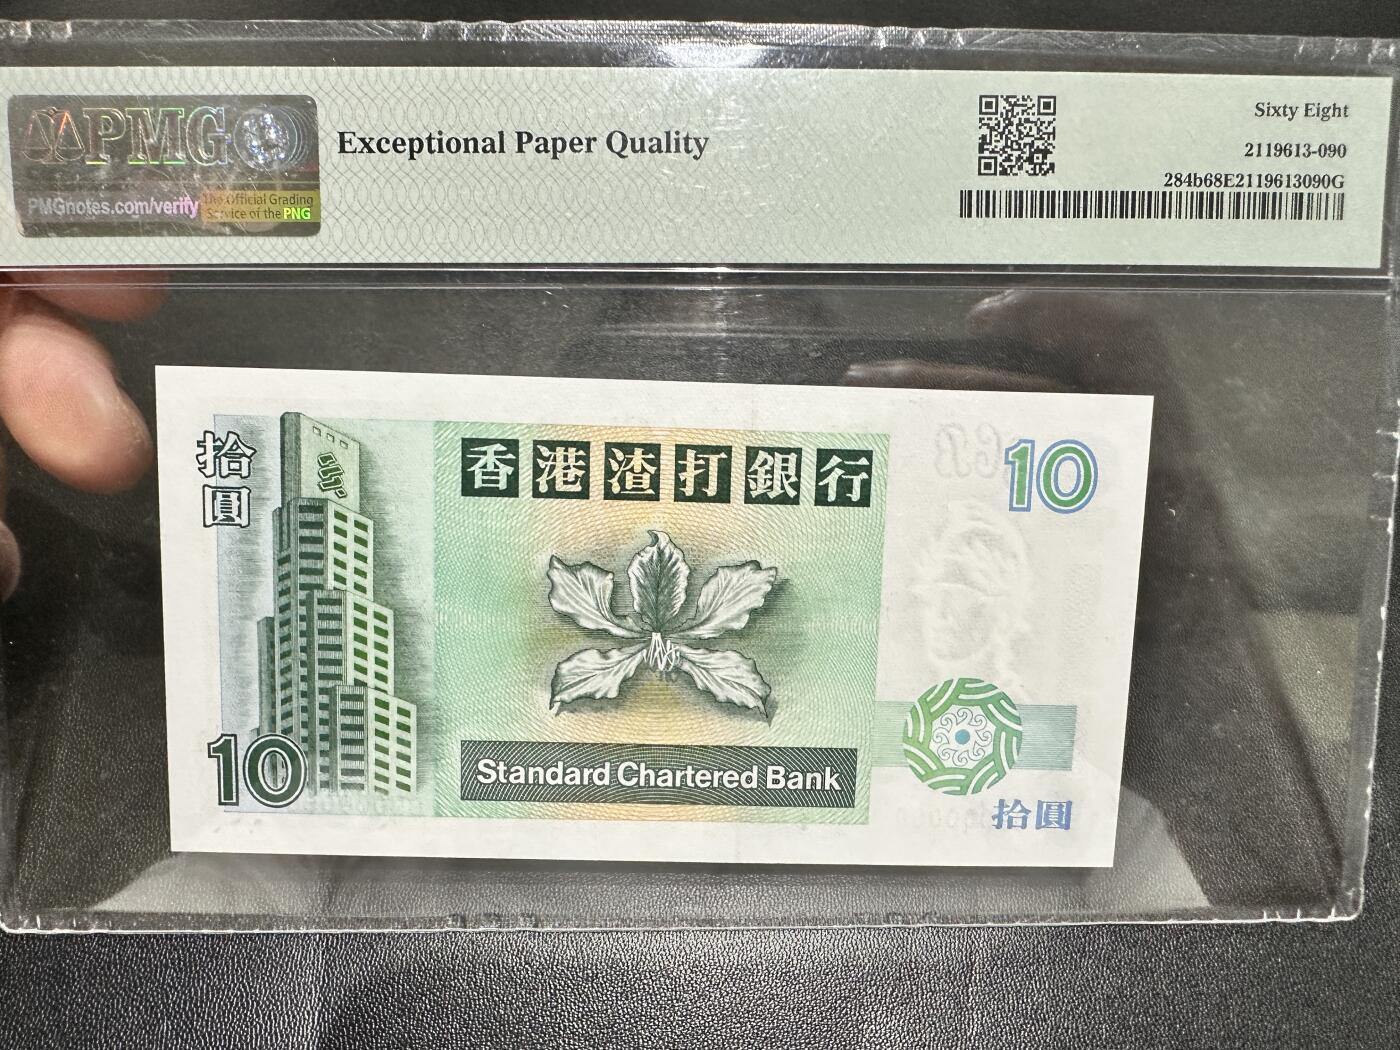 PMG
PMGnotes.com/verify
The Official Grading
Service of the PNG
Exceptional Paper Quality
Sixty Eight
2119613-090
284b68E2119613090G
拾圓
香港渣打銀行
10
10
Standard Chartered Bank
拾圓